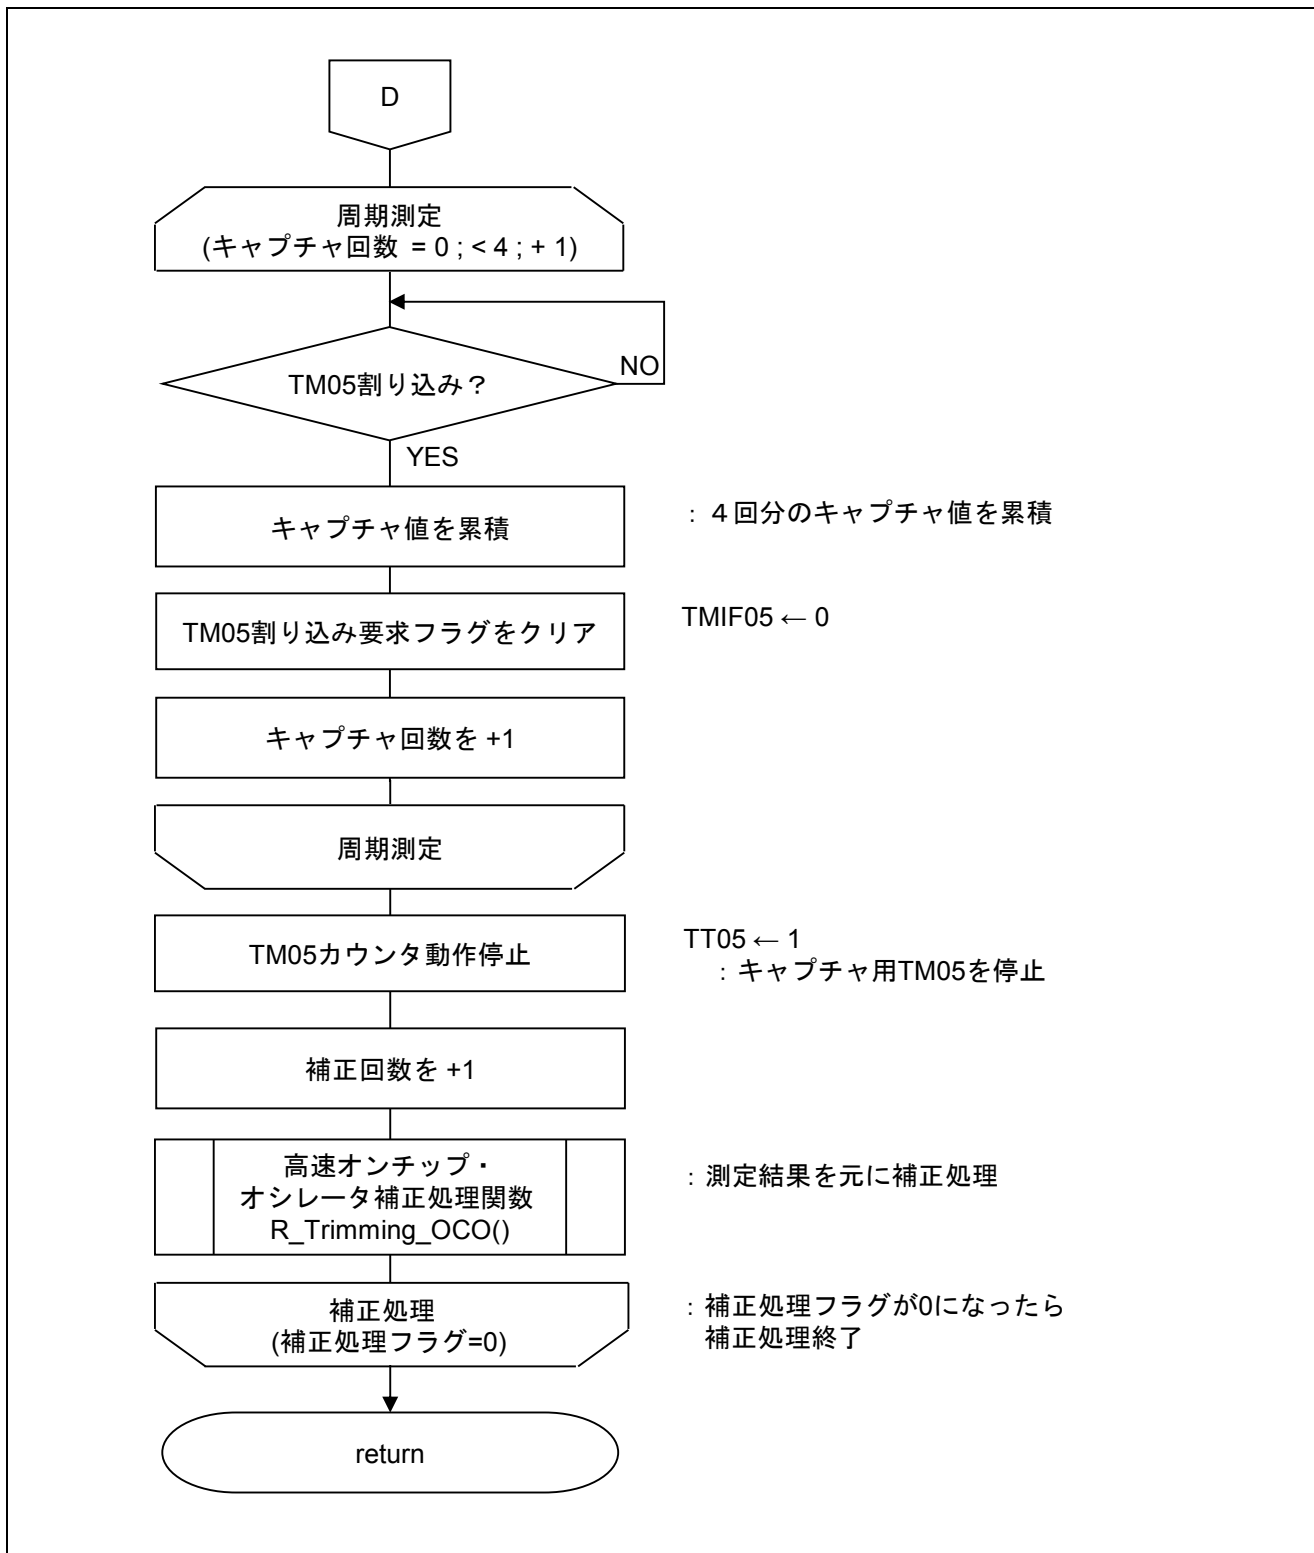 D
周期測定
(キャプチャ回数 = 0 ; < 4 ; + 1)
TM05割り込み？
NO
YES
キャプチャ値を累積
：４回分のキャプチャ値を累積
TM05割り込み要求フラグをクリア
TMIF05 ← 0
キャプチャ回数を +1
周期測定
TM05カウンタ動作停止
TT05 ← 1
：キャプチャ用TM05を停止
補正回数を +1
高速オンチップ・
オシレータ補正処理関数
R_Trimming_OCO()
：測定結果を元に補正処理
補正処理
(補正処理フラグ=0)
：補正処理フラグが0になったら
補正処理終了
return